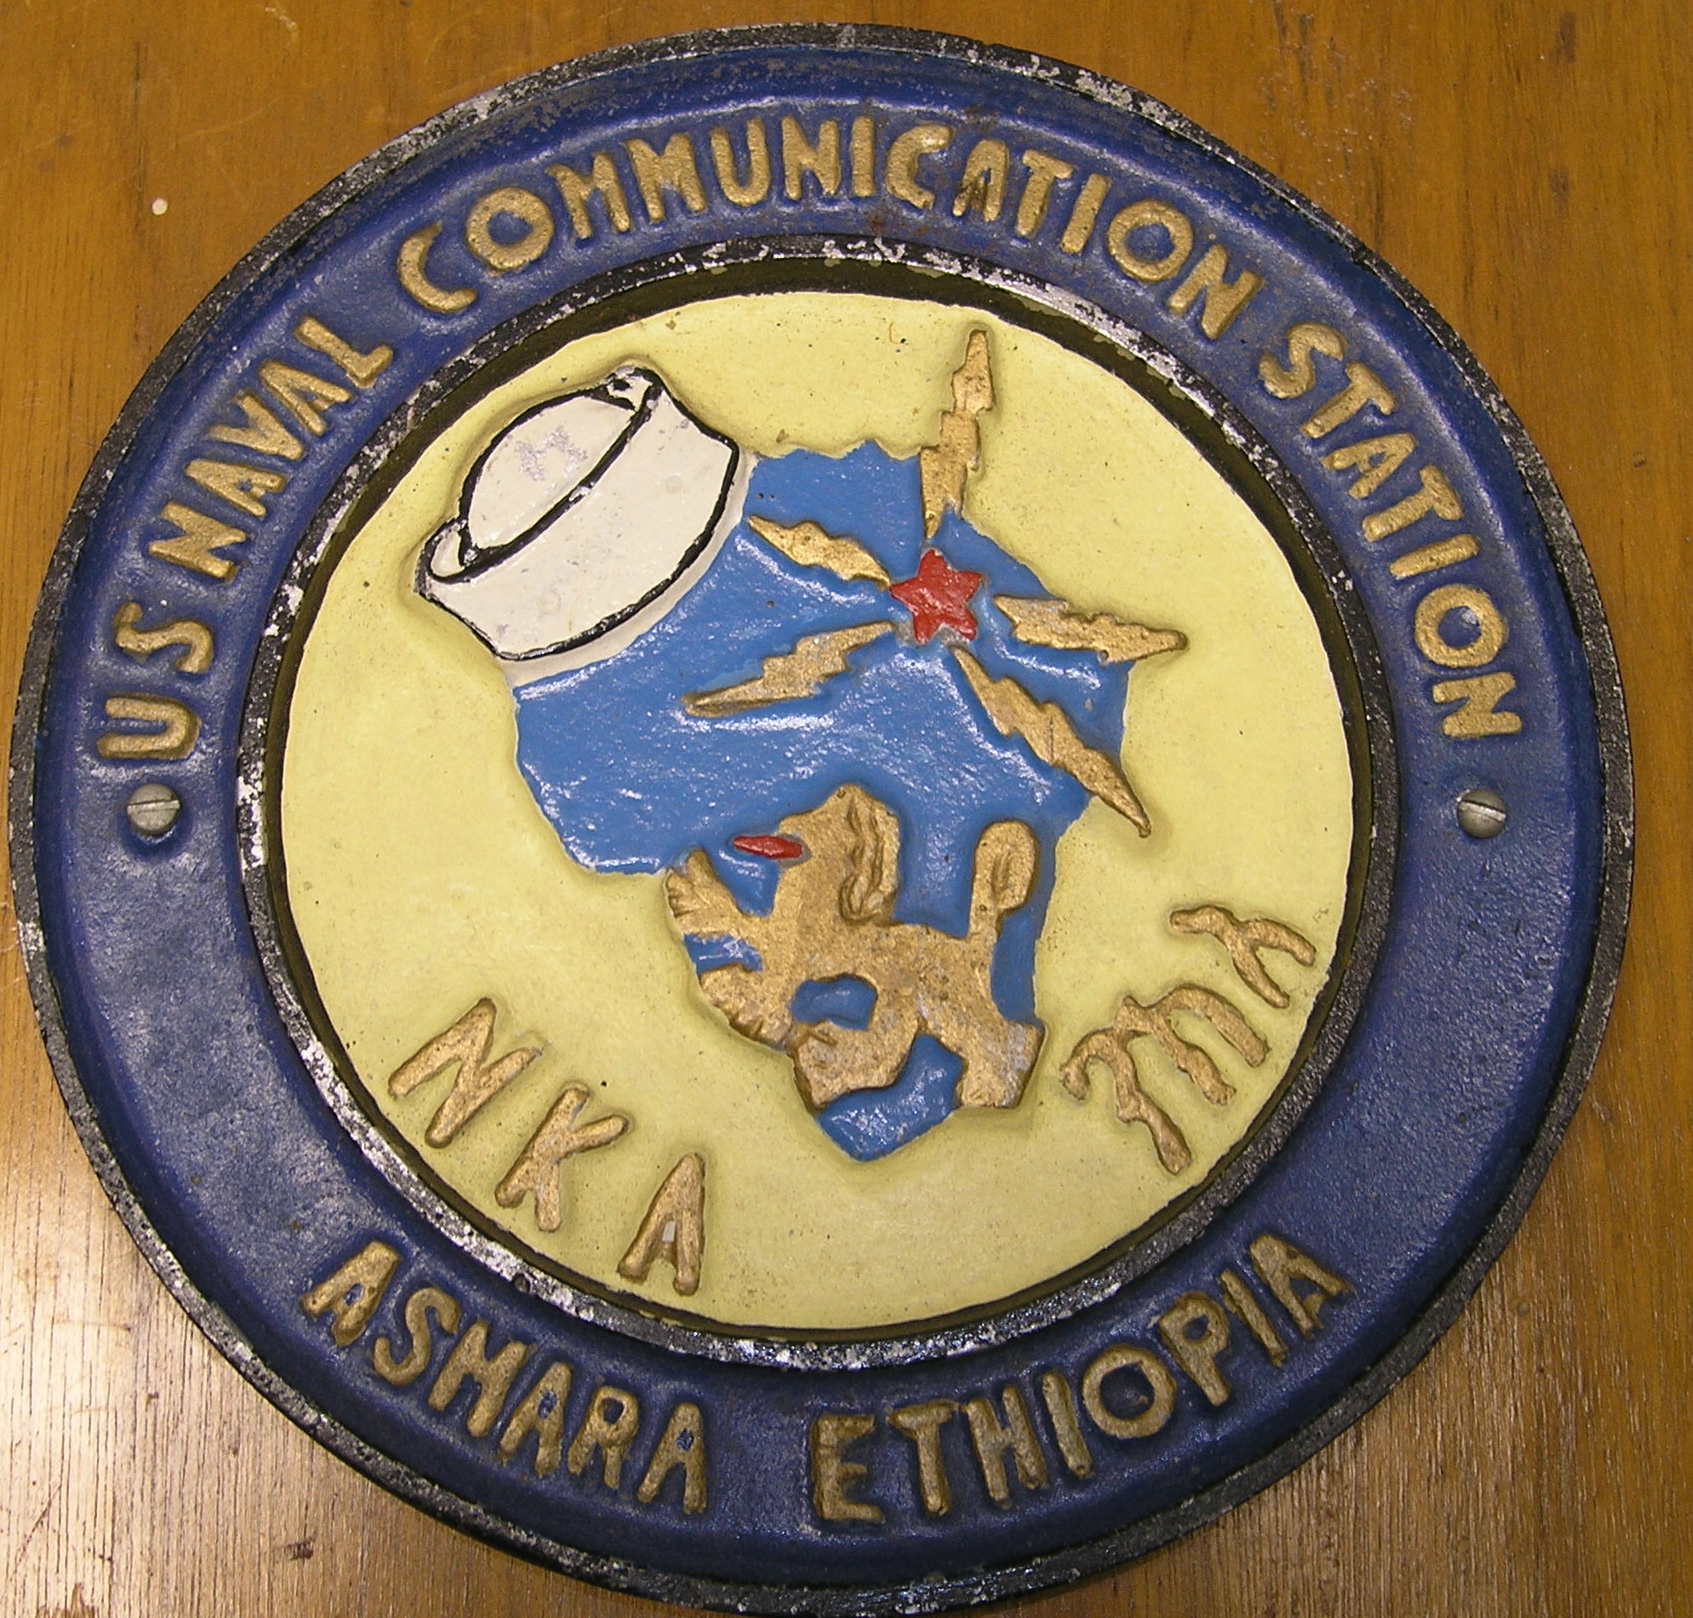 US NAVAL COMMUNICATION STATION
NKA
ASMARA ETHIOPIA